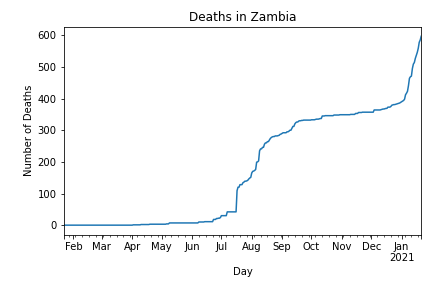 Deaths in Zambia
600
500
400
300
200
100
0
Number of Deaths
Feb Mar Apr May Jun Jul Aug Sep Oct Nov Dec Jan
2021
Day